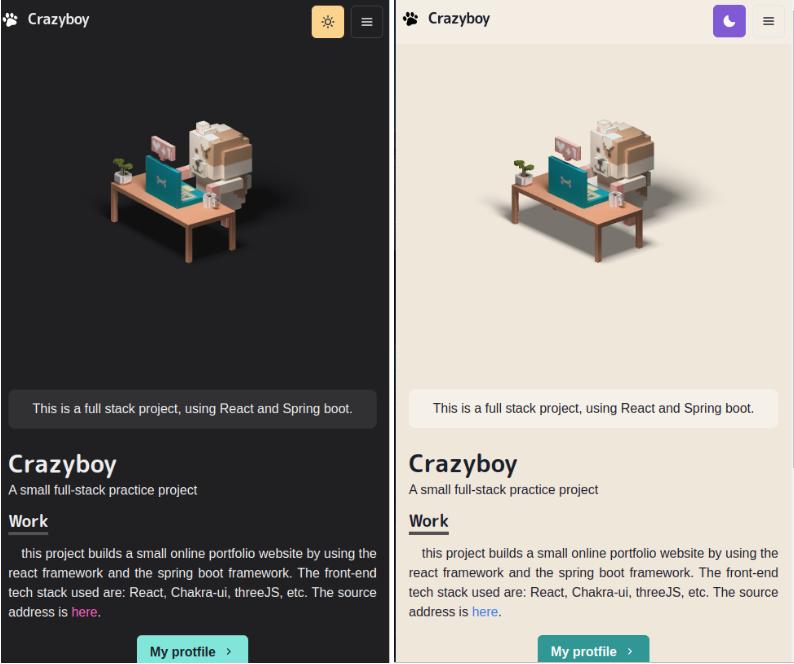 Crazyboy
This is a full stack project, using React and Spring boot.
Crazyboy
A small full-stack practice project
Work
this project builds a small online portfolio website by using the
react framework and the spring boot framework. The front-end
tech stack used are: React, Chakra-ui, threeJS, etc. The source
address is here.
My protfile
Crazyboy
This is a full stack project, using React and Spring boot.
Crazyboy
A small full-stack practice project
Work
this project builds a small online portfolio website by using the
react framework and the spring boot framework. The front-end
tech stack used are: React, Chakra-ui, threeJS, etc. The source
address is here.
My protfile